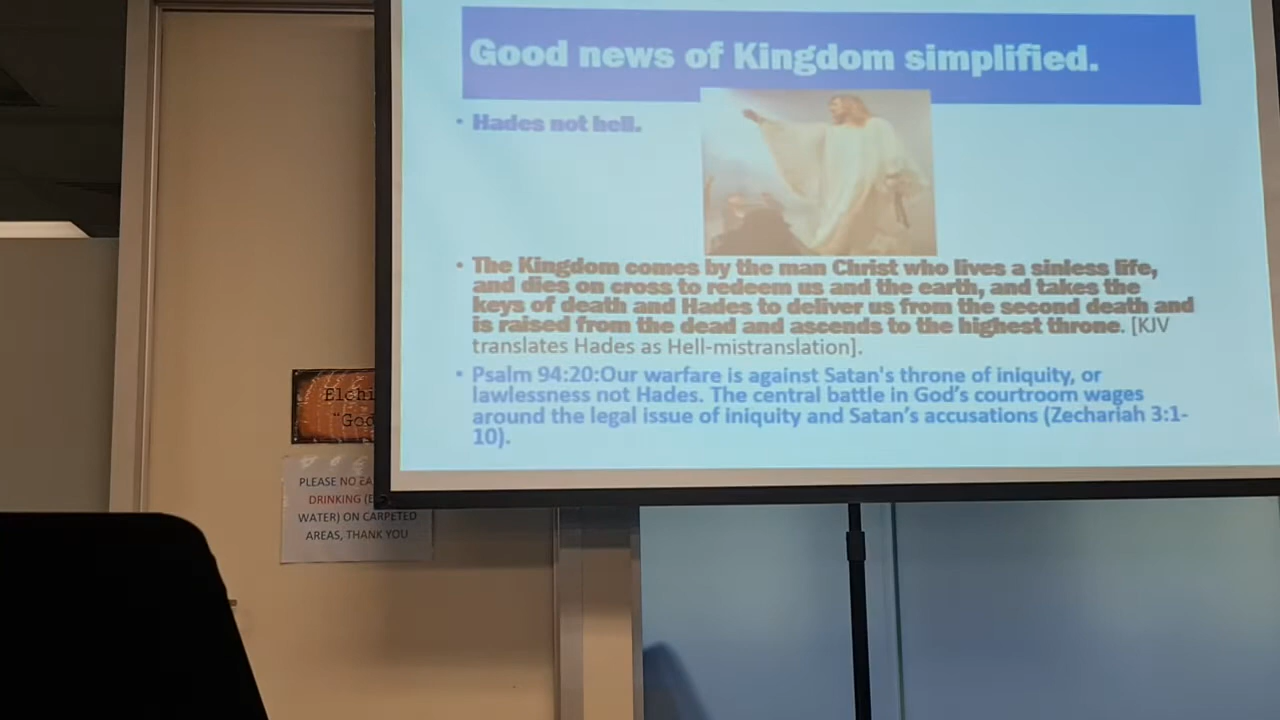 Good news of Kingdom simplified.
• Hades not hell.
• The Kingdom comes by the man Christ who lives a sinless life,
and dies on cross to redeem us and the earth, and takes the
keys of death and Hades to deliver us from the second death and
is raised from the dead and ascends to the highest throne. [KJV
translates Hades as Hell-mistranslation].
• Psalm 94:20:Our warfare is against Satan's throne of iniquity, or
lawlessness not Hades. The central battle in God's courtroom wages
around the legal issue of iniquity and Satan's accusations (Zechariah 3:1-
10).
"God
PLEASE NO
DRINKING
WATER) ON CARPETED
AREAS, THANK YOU